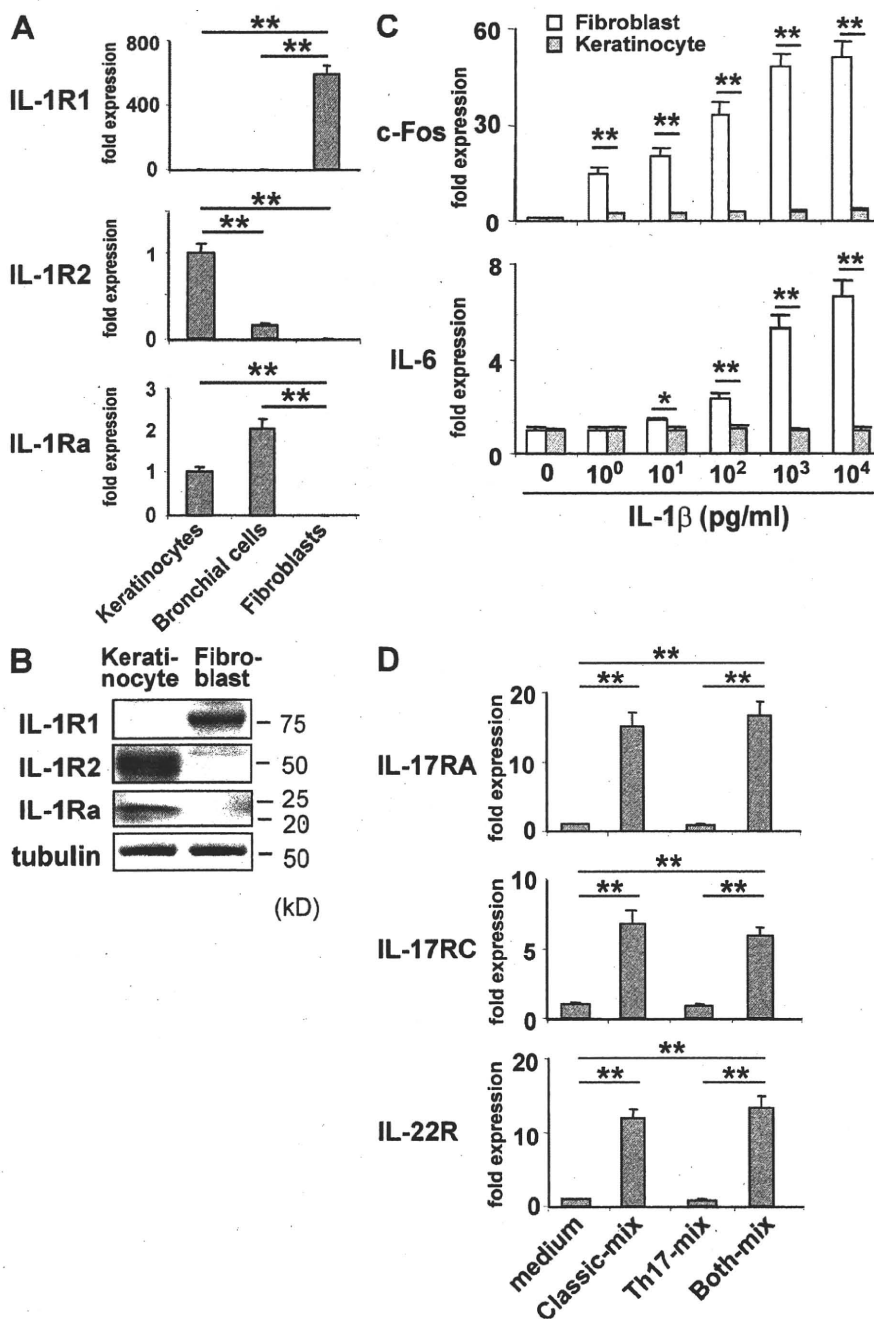 A
**
**
IL-1R1
fold expression
800
400
0
**
**
IL-1R2
fold expression
1
0
**
**
IL-1Ra
fold expression
3
2
1
0
Keratinocytes
Bronchial cells
Fibroblasts
B
Kerati-
nocyte
Fibro-
blast
IL-1R1
75
IL-1R2
50
IL-1Ra
25
20
tubulin
50
(kD)
C
Fibroblast
Keratinocyte
c-Fos
fold expression
60
30
0
** ** ** ** **
IL-6
fold expression
8
4
0
* ** ** **
0 10⁰ 10¹ 10² 10³ 10⁴
IL-1β (pg/ml)
D
**
** **
IL-17RA
fold expression
20
10
0
**
** **
IL-17RC
fold expression
10
5
0
**
** **
IL-22R
fold expression
20
10
0
medium
Classic-mix
Th17-mix
Both-mix